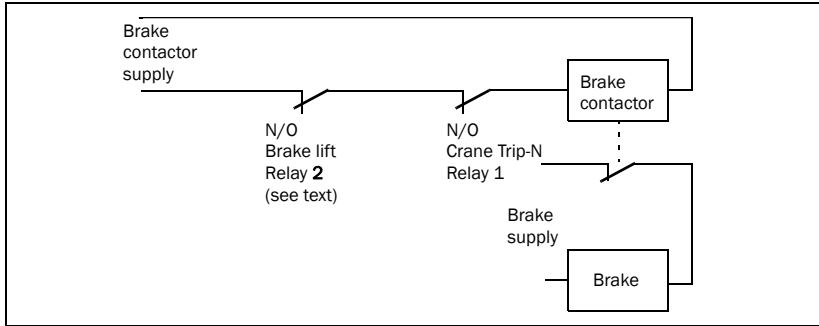 Brake
contactor
supply
Brake
contactor
N/O
Brake lift
Relay 2
(see text)
N/O
Crane Trip-N
Relay 1
Brake
supply
Brake